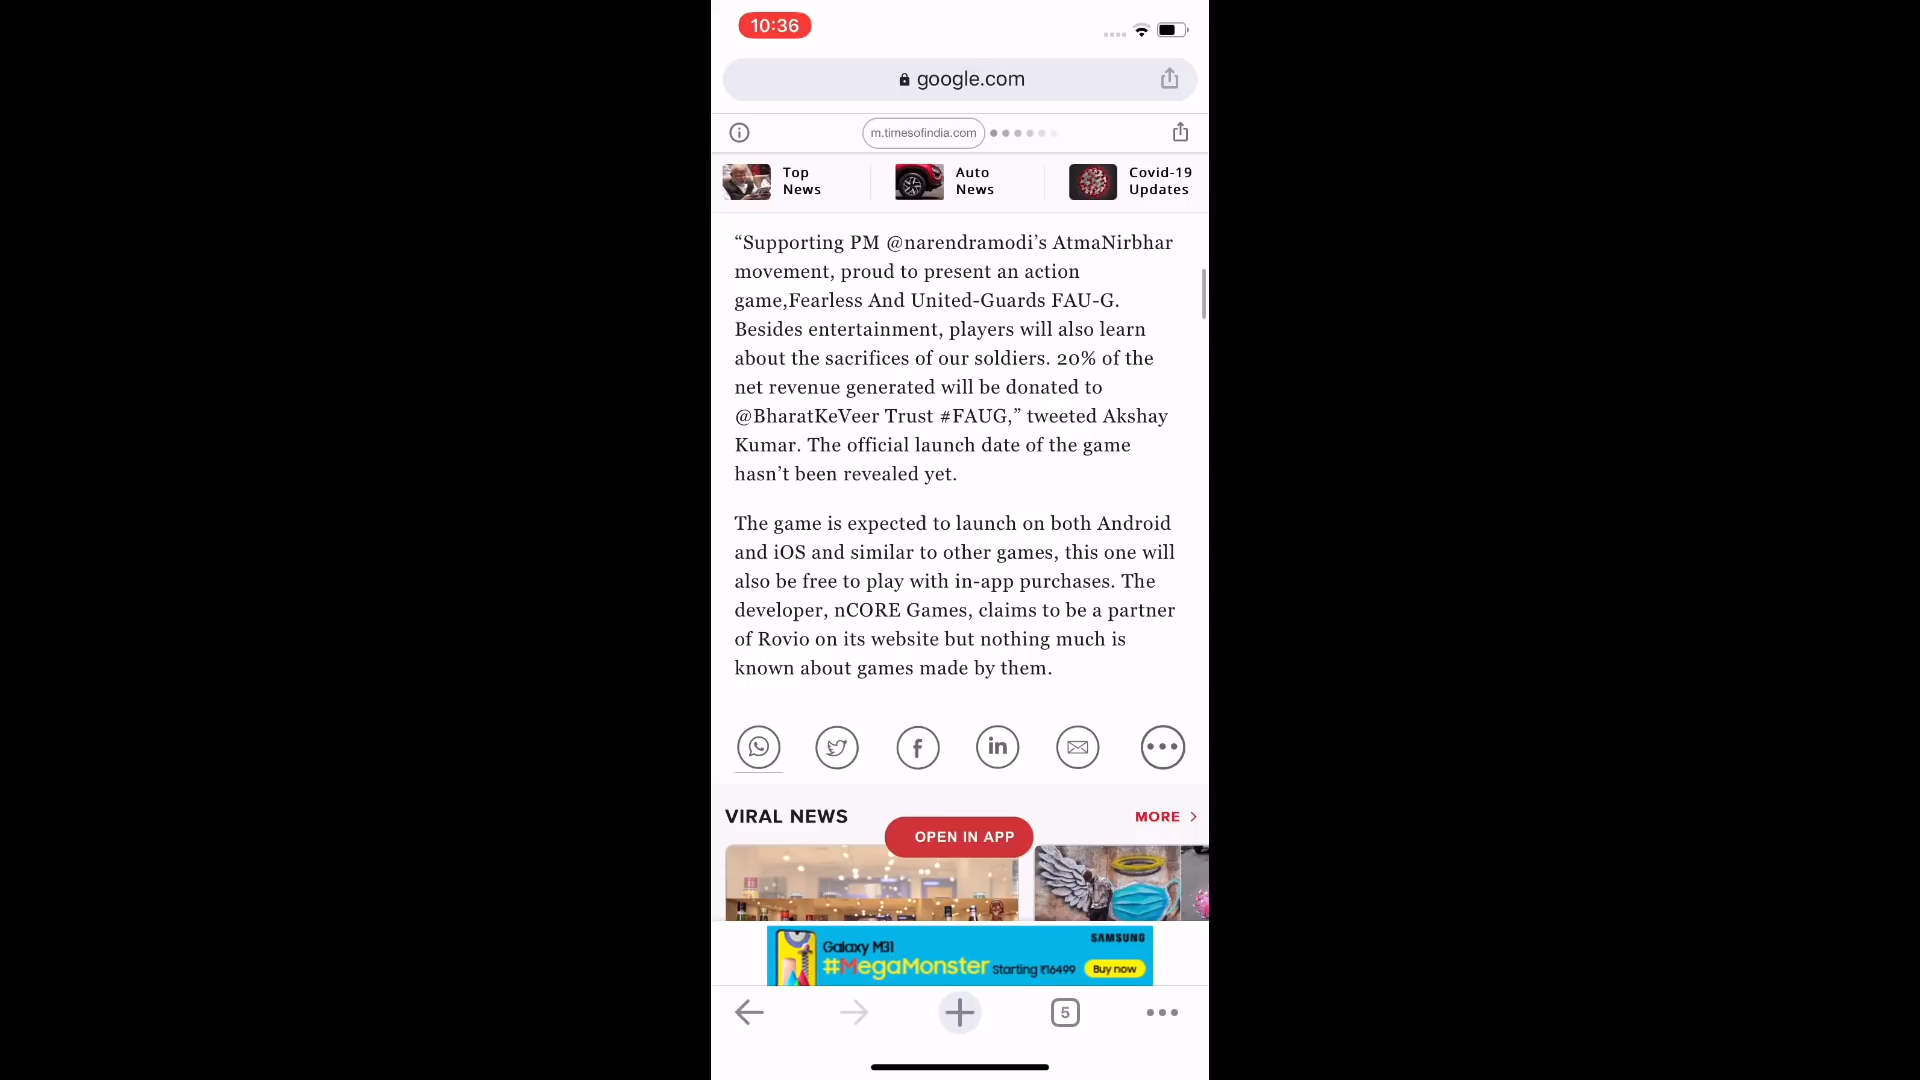 10:36
google.com
m.timesofindia.com
Top
News
Auto
News
Covid-19
Updates
“Supporting PM @narendramodi’s AtmaNirbhar
movement, proud to present an action
game,Fearless And United-Guards FAU-G.
Besides entertainment, players will also learn
about the sacrifices of our soldiers. 20% of the
net revenue generated will be donated to
@BharatKeVeer Trust #FAUG,” tweeted Akshay
Kumar. The official launch date of the game
hasn’t been revealed yet.
The game is expected to launch on both Android
and iOS and similar to other games, this one will
also be free to play with in-app purchases. The
developer, nCORE Games, claims to be a partner
of Rovio on its website but nothing much is
known about games made by them.
VIRAL NEWS
MORE
OPEN IN APP
Galaxy M31
SAMSUNG
#MegaMonster Starting ₹16499 Buy now
5